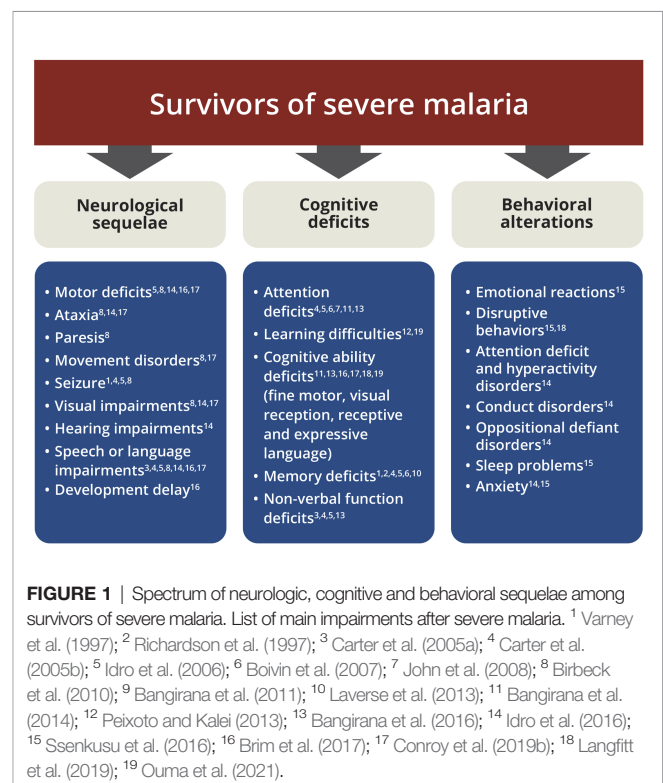 Survivors of severe malaria
Neurological
sequelae
• Motor deficits5,8,14,16,17
• Ataxia8,14,17
• Paresis8
• Movement disorders8,17
• Seizure1,4,5,8
• Visual impairments8,14,17
• Hearing impairments14
• Speech or language
impairments3,4,5,8,14,16,17
• Development delay16
Cognitive
deficits
• Attention
deficits4,5,6,7,11,13
• Learning difficulties12,19
• Cognitive ability
deficits11,13,16,17,18,19
(fine motor, visual
reception, receptive
and expressive
language)
• Memory deficits1,2,4,5,6,10
• Non-verbal function
deficits3,4,5,13
Behavioral
alterations
• Emotional reactions15
• Disruptive
behaviors15,18
• Attention deficit
and hyperactivity
disorders14
• Conduct disorders14
• Oppositional defiant
disorders14
• Sleep problems15
• Anxiety14,15
FIGURE 1 | Spectrum of neurologic, cognitive and behavioral sequelae among
survivors of severe malaria. List of main impairments after severe malaria. 1 Varney
et al. (1997); 2 Richardson et al. (1997); 3 Carter et al. (2005a); 4 Carter et al.
(2005b); 5 Idro et al. (2006); 6 Boivin et al. (2007); 7 John et al. (2008); 8 Birbeck
et al. (2010); 9 Bangirana et al. (2011); 10 Laverse et al. (2013); 11 Bangirana et al.
(2014); 12 Peixoto and Kalei (2013); 13 Bangirana et al. (2016); 14 Idro et al. (2016);
15 Ssenkusu et al. (2016); 16 Brim et al. (2017); 17 Conroy et al. (2019b); 18 Langfitt
et al. (2019); 19 Ouma et al. (2021).